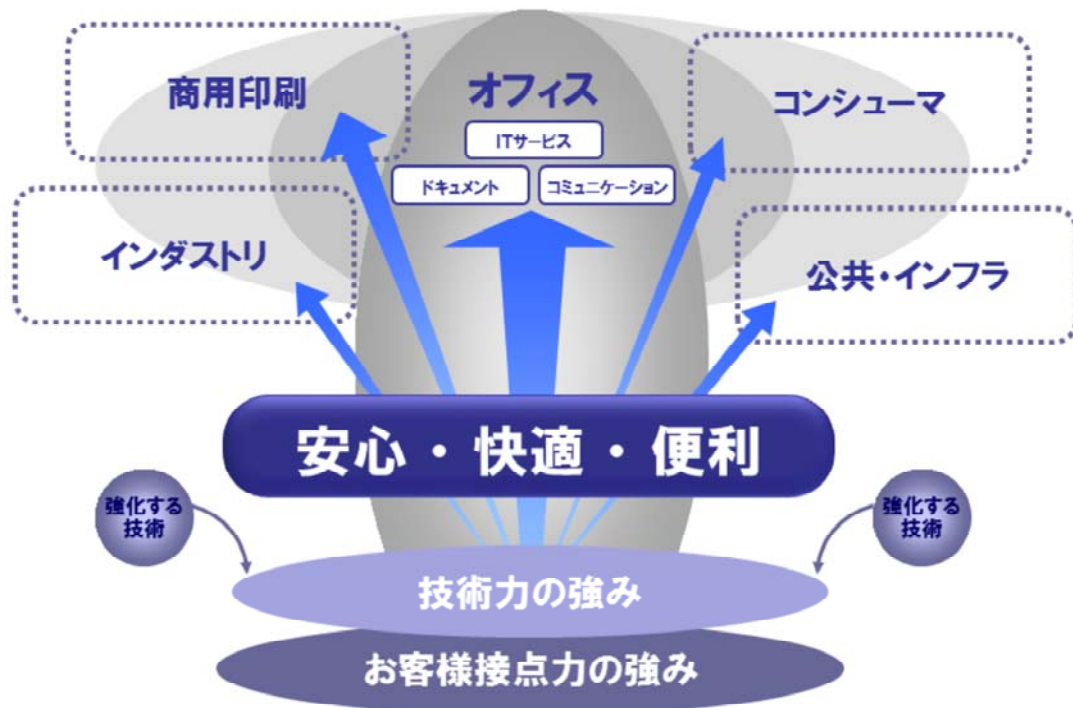 商用印刷
オフィス
コンシューマ
ITサービス
ドキュメント
コミュニケーション
インダストリ
公共・インフラ
安心・快適・便利
強化する
技術
強化する
技術
技術力の強み
お客様接点力の強み